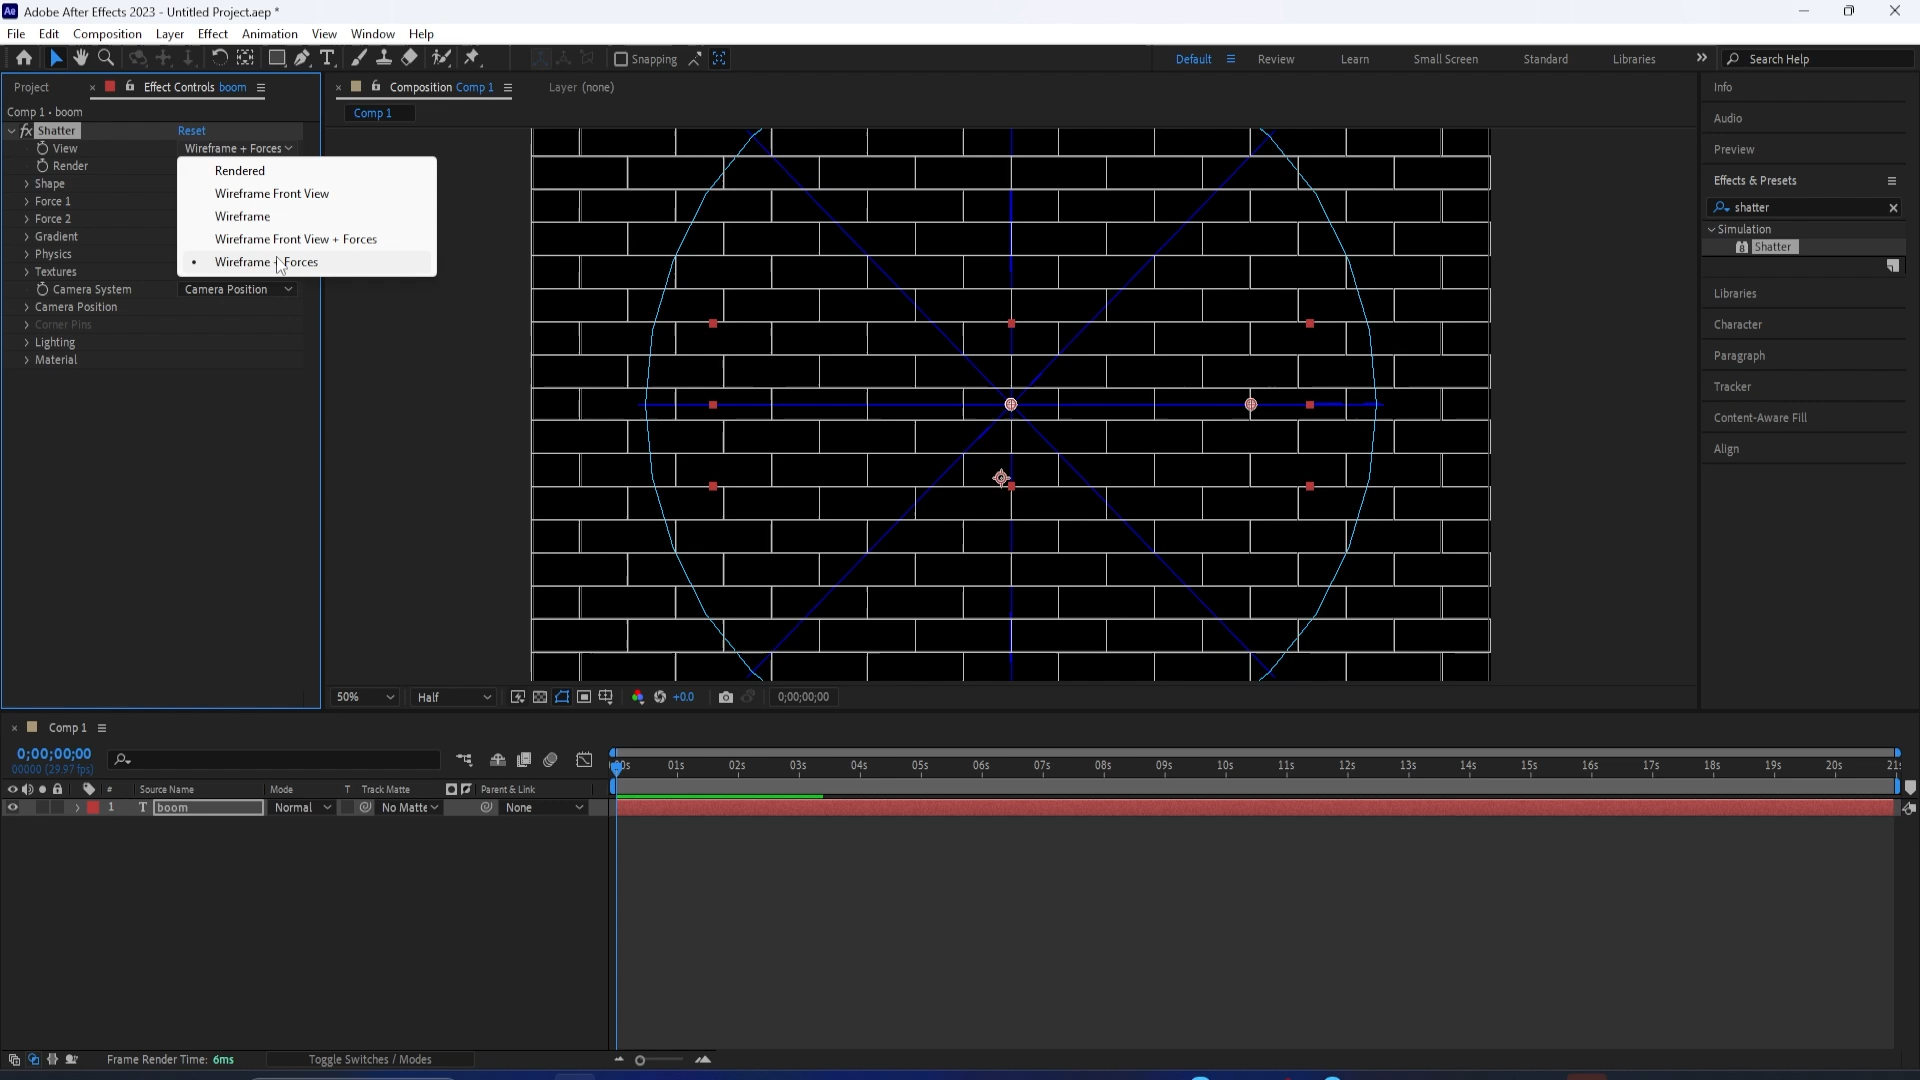 Ae Adobe After Effects 2023 - Untitled Project.aep *
File Edit Composition Layer Effect Animation View Window Help
Snapping Default Review Learn Small Screen Standard Libraries Search Help
Project Effect Controls boom Composition Comp 1 Layer (none) Info
Comp 1 • boom Comp 1 Audio
fx Shatter Reset
View Wireframe + Forces Preview
Render
Rendered
Shape Effects & Presets
Wireframe Front View
Force 1
shatter
Force 2 Wireframe
Simulation
Gradient Wireframe Front View + Forces
Shatter
Physics
Wireframe + Forces
Textures
Camera System Camera Position Libraries
Camera Position
Corner Pins Character
Lighting
Material Paragraph
Tracker
Content-Aware Fill
Align
50% Half +0.0 0;00;00;00
Comp 1
0;00;00;00
00000 (29.97 fps)
01s 02s 03s 04s 05s 06s 07s 08s 09s 10s 11s 12s 13s 14s 15s 16s 17s 18s 19s 20s
# Source Name Mode T Track Matte Parent & Link
1 T boom Normal No Matte None
Frame Render Time: 6ms Toggle Switches / Modes